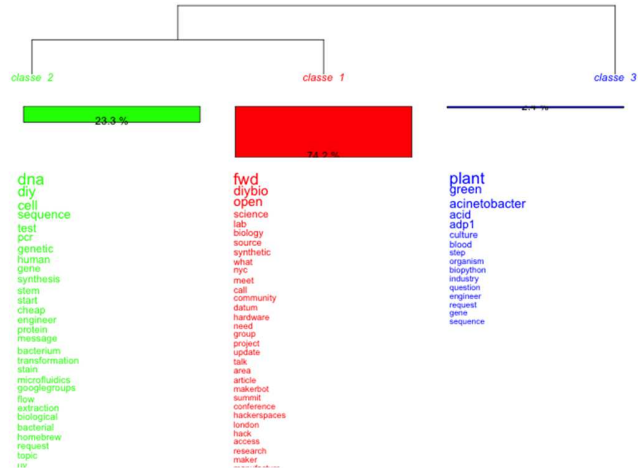 classe 2
classe 1
classe 3
23.3 %
74.2 %
dna
diy
cell
sequence
test
pcr
genetic
human
gene
synthesis
stem
start
cheap
engineer
protein
message
bacterium
transformation
stain
microfluidics
googlegroups
flow
extraction
biological
bacterial
homebrew
request
topic
fwd
diybio
open
science
lab
biology
source
synthetic
what
nyc
meet
call
community
datum
hardware
need
group
project
update
talk
area
article
makerbot
summit
conference
hackerspaces
london
hack
access
research
maker
plant
green
acinetobacter
acid
adp1
culture
blood
step
organism
biopython
industry
question
engineer
request
gene
sequence